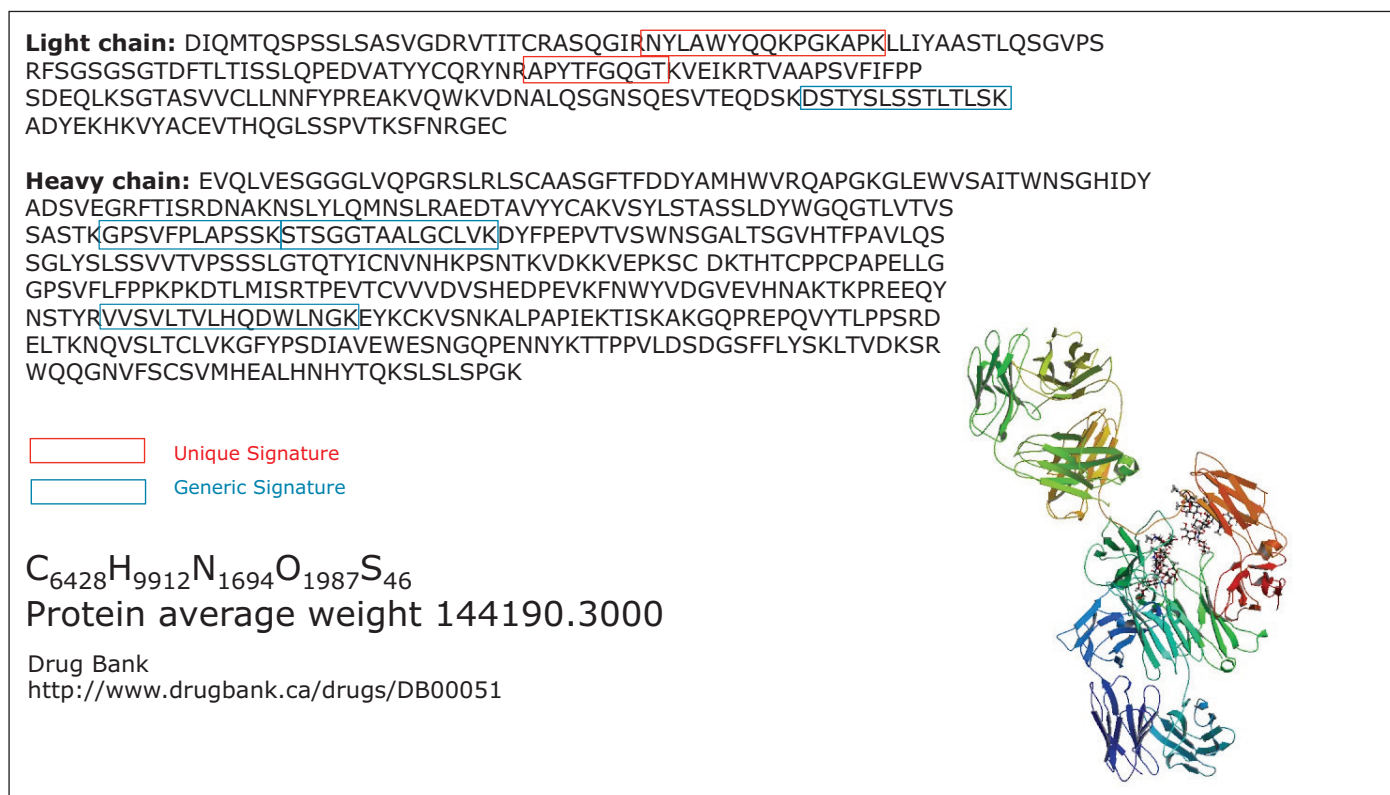 Light chain: DIQMTQSPSSLSASVGDRVTITCRASQGIRNYLAWYQQKPGKAPKLLIYAASTLQSGVPS
RFSGSGSGTDFTLTISSLQPEDVATYYCQRYNRAPYTFGQGTKVEIKRTVAAPSVFIFPP
SDEQLKSGTASVVCLLNNFYPREAKVQWKVDNALQSGNSQESVTEQDSKDSTYSLSSTLTLSK
ADYEKHKVYACEVTHQGLSSPVTKSFNRGEC
Heavy chain: EVQLVESGGGLVQPGRSLRLSCAASGFTFDDYAMHWVRQAPGKGLEWVSAITWNSGHIDY
ADSVEGRFTISRDNAKNSLYLQMNSLRAEDTAVYYCAKVSYLSTASSLDYWGQGTLVTVS
SASTKGPSVFPLAPSSKSTSGGTAALGCLVKDYFPEPVTVSWNSGALTSGVHTFPAVLQS
SGLYSLSSVVTVPSSSLGTQTYICNVNHKPSNTKVDKKVEPKSC DKTHTCPPCPAPELLG
GPSVFLFPPKPKDTLMISRTPEVTCVVVDVSHEDPEVKFNWYVDGVEVHNAKTKPREEQY
NSTYRVVSVLTVLHQDWLNGKEYKCKVSNKALPAPIEKTISKAKGQPREPQVYTLPPSRD
ELTKNQVSLTCLVKGFYPSDIAVEWESNGQPENNYKTTPPVLDSDGSFFLYSKLTVDKSR
WQQGNVFSCSVMHEALHNHYTQKSLSLSPGK
Unique Signature
Generic Signature
C6428H9912N1694O1987S46
Protein average weight 144190.3000
Drug Bank
http://www.drugbank.ca/drugs/DB00051